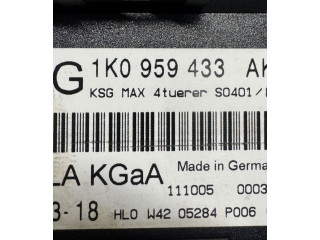 G 1K0 959 433 AK
KSG MAX 4tuerer S0401/
LA KGaA Made in Germa
111005 0003
3-18 HLO W42 05284 P006